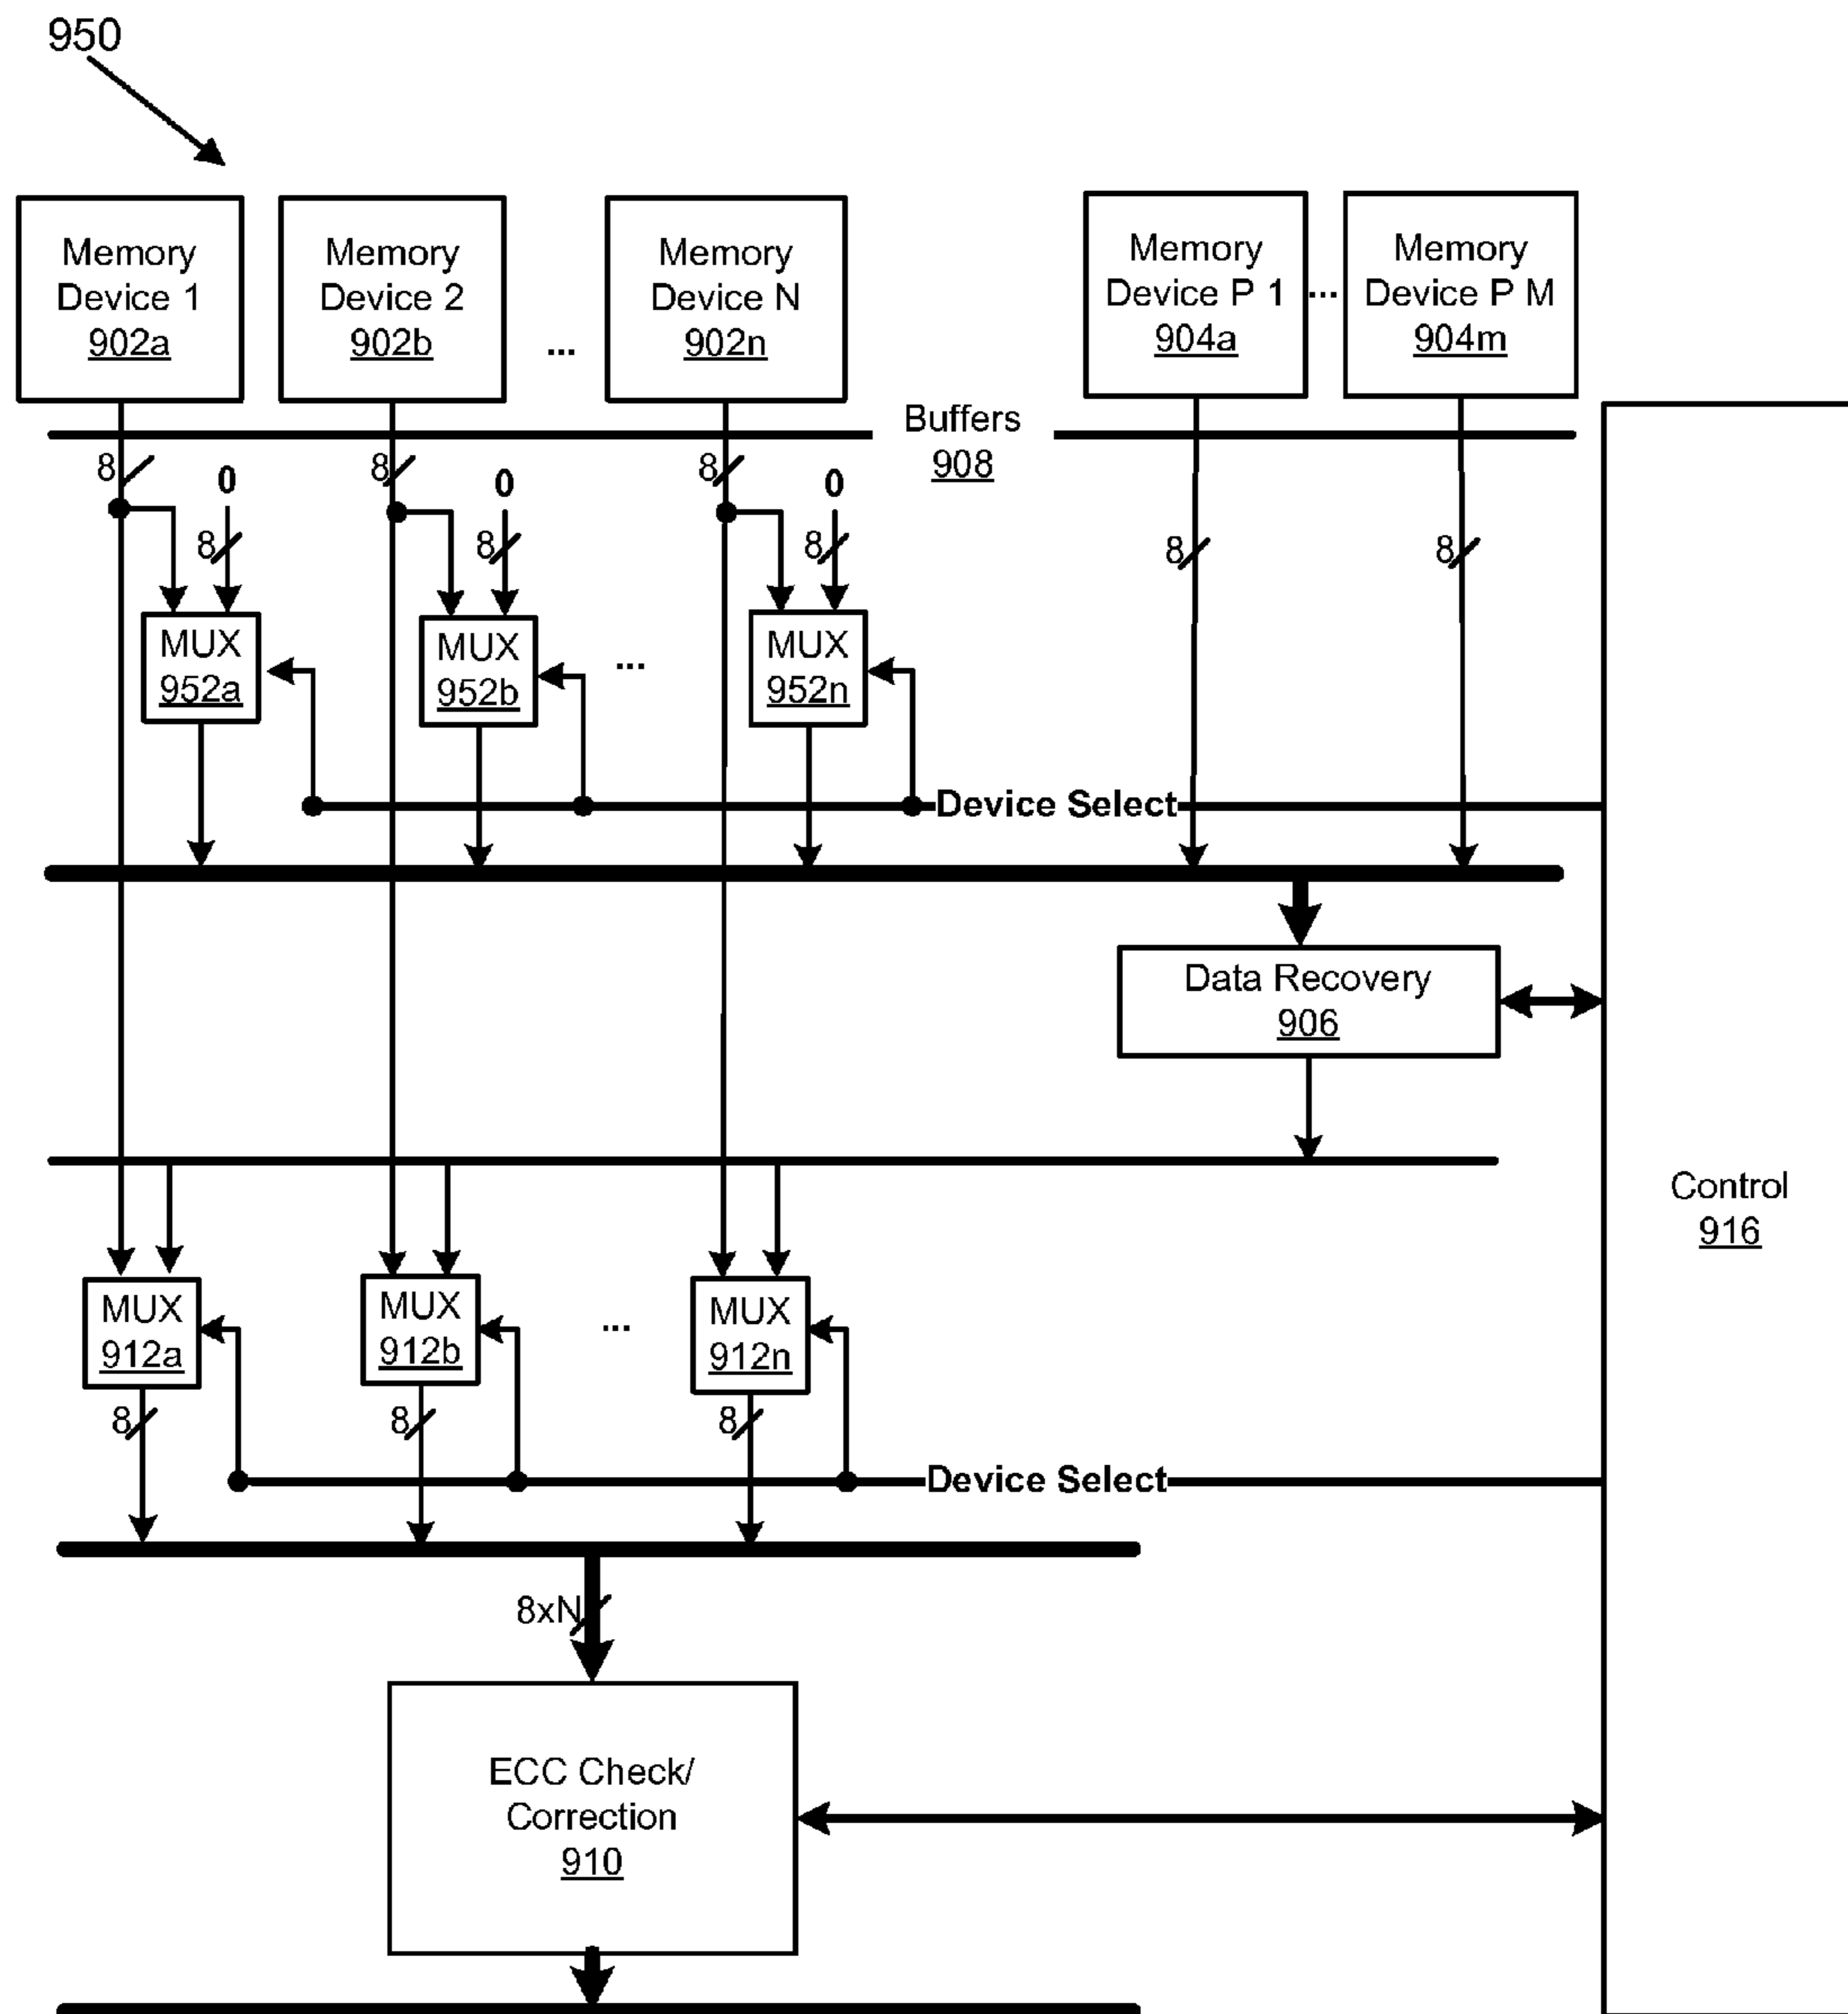 950
Memory
Device 1
902a
Memory
Device 2
902b
...
Memory
Device N
902n
Memory
Device P 1
904a
...
Memory
Device P M
904m
Buffers
908
8
0
8
8
0
8
8
0
8
8
8
MUX
952a
MUX
952b
...
MUX
952n
Device Select
Data Recovery
906
Control
916
MUX
912a
MUX
912b
...
MUX
912n
8
8
8
Device Select
8xN
ECC Check/
Correction
910